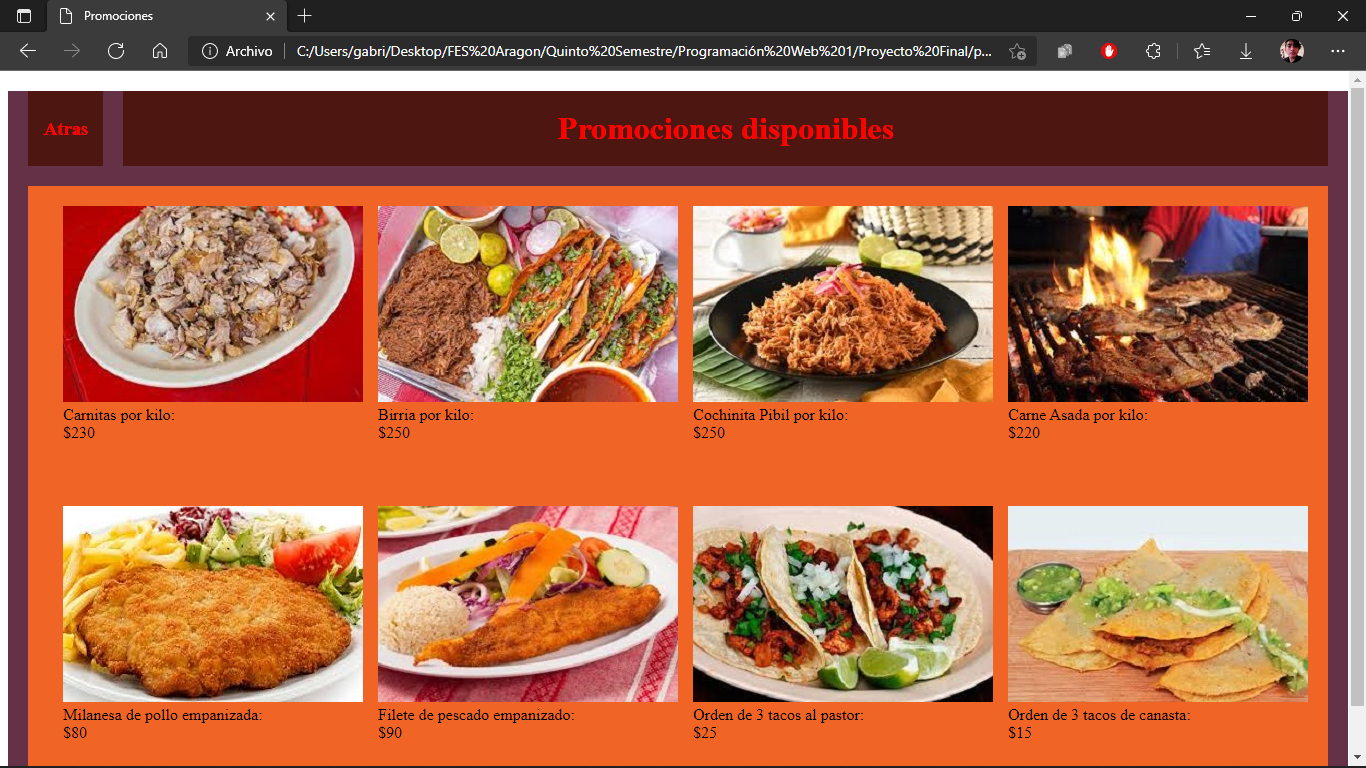 Promociones
Archivo
C:/Users/gabri/Desktop/FES%20Aragon/Quinto%20Semestre/Programación%20Web%201/Proyecto%20Final/p...
Atras
Promociones disponibles
Carnitas por kilo:
$230
Birria por kilo:
$250
Cochinita Pibil por kilo:
$250
Carne Asada por kilo:
$220
Milanesa de pollo empanizada:
$80
Filete de pescado empanizado:
$90
Orden de 3 tacos al pastor:
$25
Orden de 3 tacos de canasta:
$15